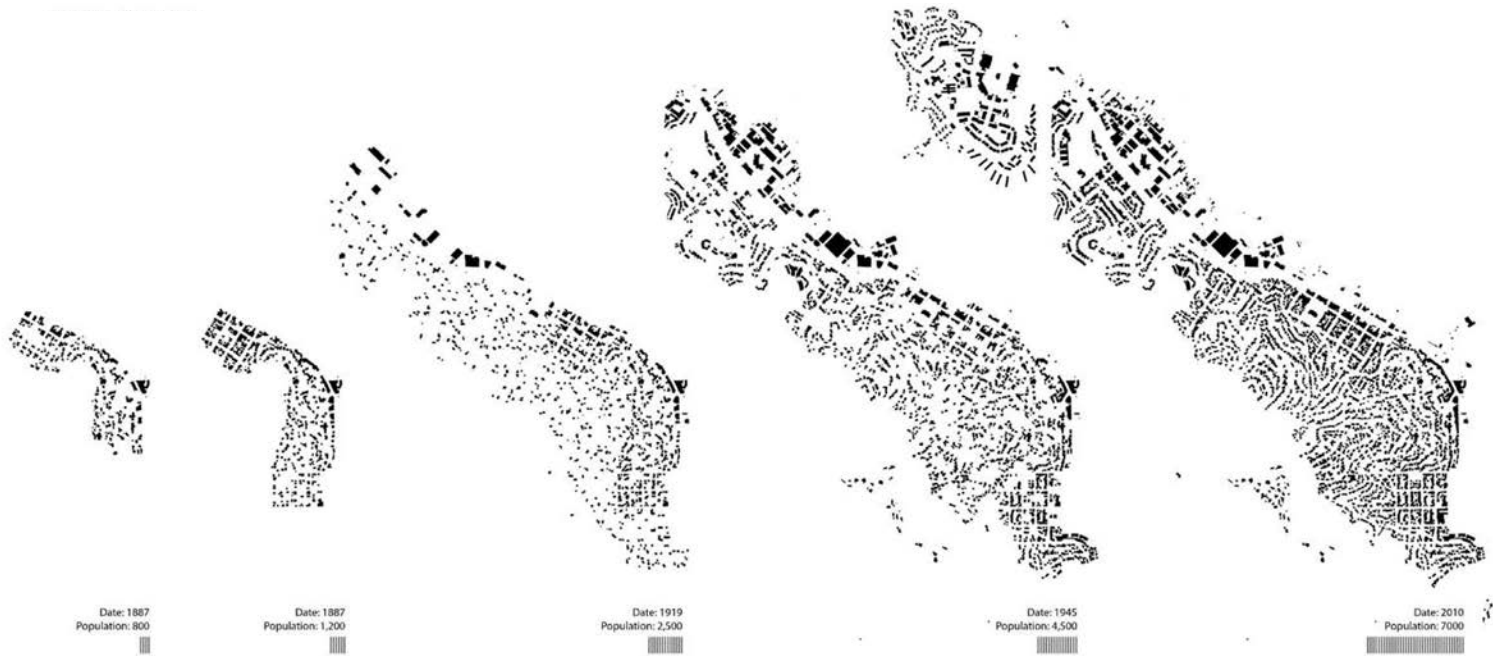 Date: 1887
Population: 800
Date: 1887
Population: 1,200
Date: 1919
Population: 2,500
Date: 1945
Population: 4,500
Date: 2010
Population: 7000